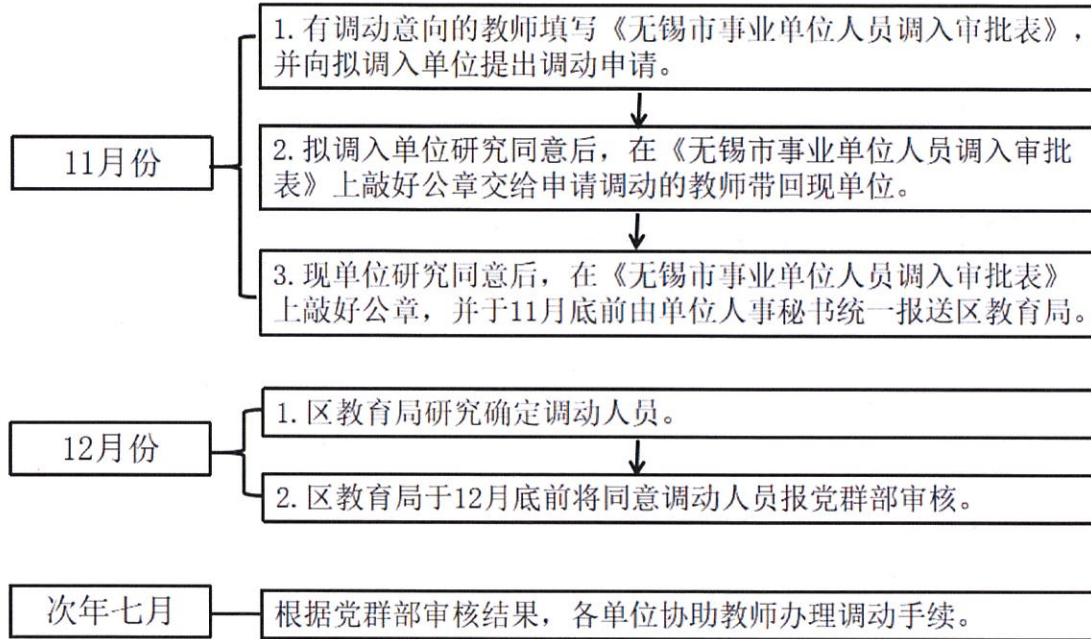 11月份
1. 有调动意向的教师填写《无锡市事业单位人员调入审批表》，
并向拟调入单位提出调动申请。
2. 拟调入单位研究同意后，在《无锡市事业单位人员调入审批
表》上敲好公章交给申请调动的教师带回现单位。
3. 现单位研究同意后，在《无锡市事业单位人员调入审批表》
上敲好公章，并于11月底前由单位人事秘书统一报送区教育局。
12月份
1. 区教育局研究确定调动人员。
2. 区教育局于12月底前将同意调动人员报党群部审核。
次年七月
根据党群部审核结果，各单位协助教师办理调动手续。